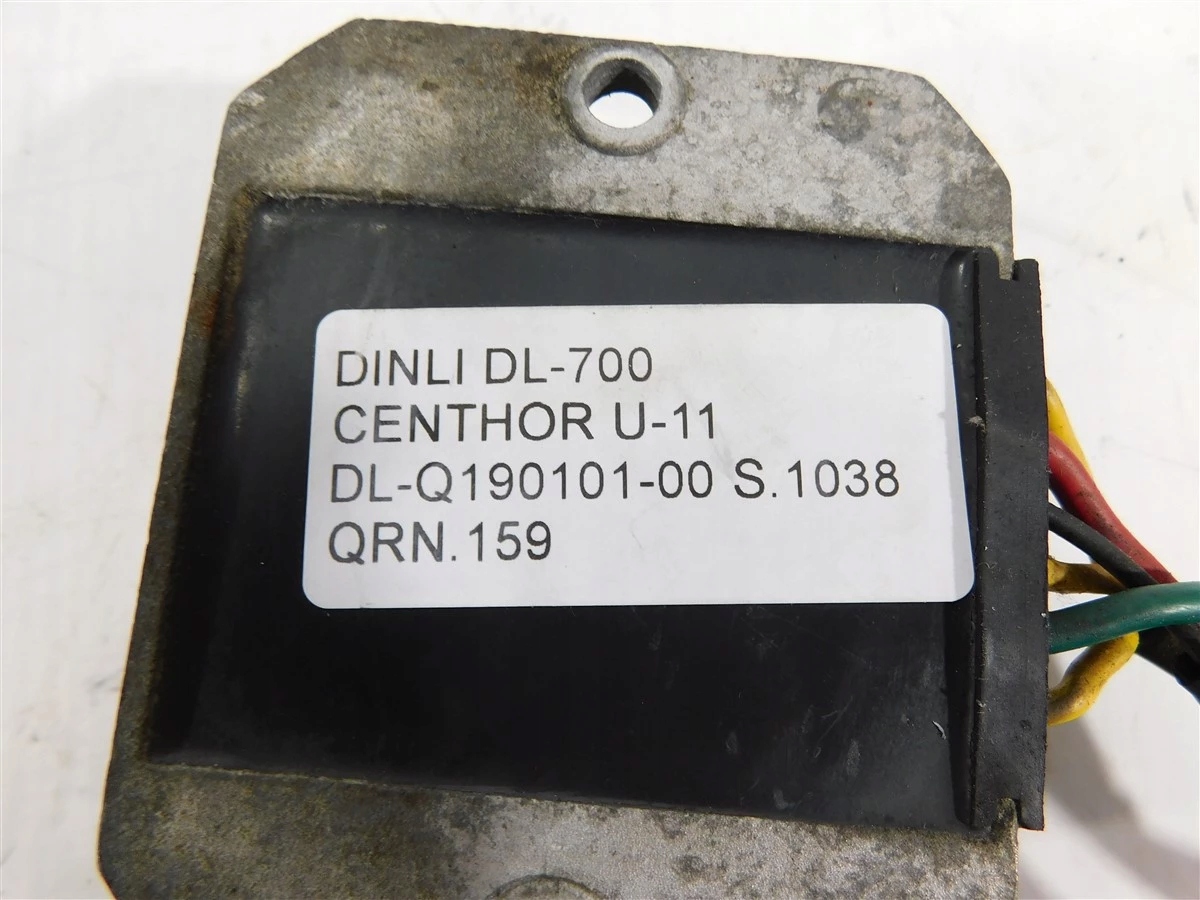 DINLI DL-700
CENTHOR U-11
DL-Q190101-00 S.1038
QRN.159